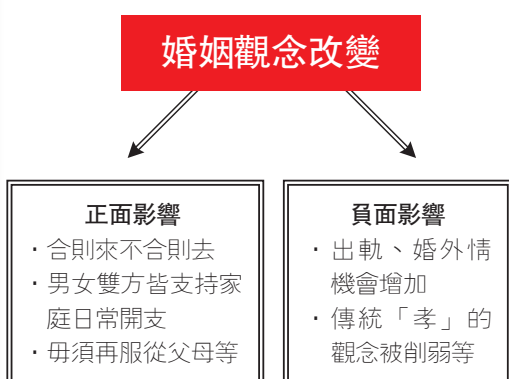 婚姻觀念改變
正面影響
・合則來不合則去
・男女雙方皆支持家
庭日常開支
・毋須再服從父母等
負面影響
・出軌、婚外情
機會增加
・傳統「孝」的
觀念被削弱等